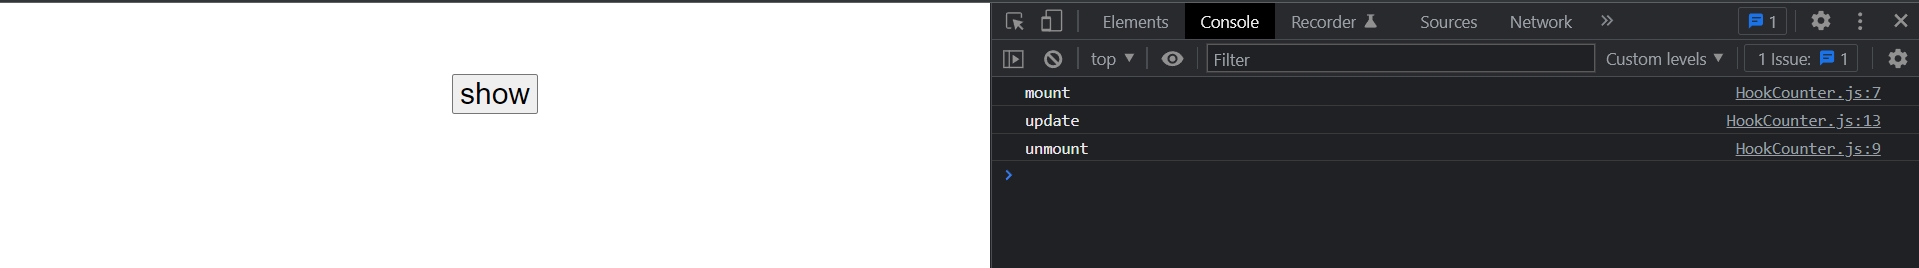 show
Elements Console Recorder Sources Network 1
top Filter Custom levels 1 Issue: 1
mount HookCounter.js:7
update HookCounter.js:13
unmount HookCounter.js:9